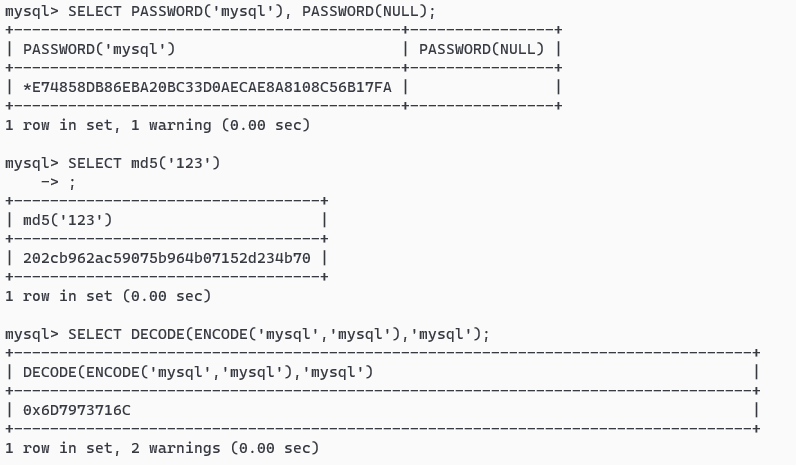 mysql> SELECT PASSWORD('mysql'), PASSWORD(NULL);
+-------------------------------------------+----------------+
| PASSWORD('mysql')                         | PASSWORD(NULL) |
+-------------------------------------------+----------------+
| *E74858DB86EBA20BC33D0AECAE8A8108C56B17FA |                |
+-------------------------------------------+----------------+
1 row in set, 1 warning (0.00 sec)
mysql> SELECT md5('123')
    -> ;
+----------------------------------+
| md5('123')                       |
+----------------------------------+
| 202cb962ac59075b964b07152d234b70 |
+----------------------------------+
1 row in set (0.00 sec)
mysql> SELECT DECODE(ENCODE('mysql','mysql'),'mysql');
+----------------------------------------------------------------------------------+
| DECODE(ENCODE('mysql','mysql'),'mysql')                                          |
+----------------------------------------------------------------------------------+
| 0x6D7973716C                                                                     |
+----------------------------------------------------------------------------------+
1 row in set, 2 warnings (0.00 sec)